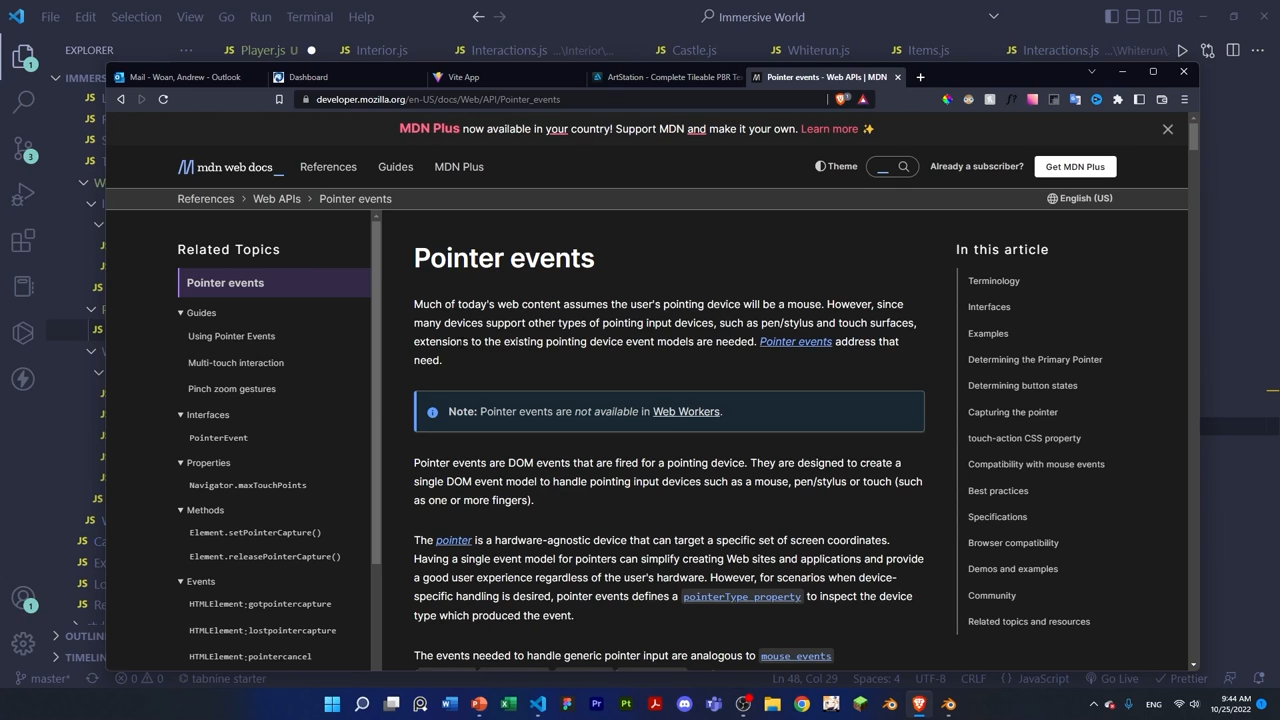 File Edit Selection View Go Run Terminal Help
Immersive World
EXPLORER
Player.js U
Interior.js
Interactions.js ...\Interior\...
Castle.js
Whiterun.js
Items.js
Interactions.js ...\Whiterun\...
Mail - Woan, Andrew - Outlook
Dashboard
Vite App
ArtStation - Complete Tileable PBR Te
Pointer events - Web APIs | MDN
developer.mozilla.org/en-US/docs/Web/API/Pointer_events
MDN Plus now available in your country! Support MDN and make it your own. Learn more ✨
mdn web docs_
References
Guides
MDN Plus
Theme
Already a subscriber?
Get MDN Plus
References > Web APIs > Pointer events
English (US)
Related Topics
Pointer events
Guides
Using Pointer Events
Multi-touch interaction
Pinch zoom gestures
Interfaces
PointerEvent
Properties
Navigator.maxTouchPoints
Methods
Element.setPointerCapture()
Element.releasePointerCapture()
Events
HTMLElement:gotpointercapture
HTMLElement:lostpointercapture
HTMLElement:pointercancel
Pointer events
Much of today's web content assumes the user's pointing device will be a mouse. However, since
many devices support other types of pointing input devices, such as pen/stylus and touch surfaces,
extensions to the existing pointing device event models are needed. Pointer events address that
need.
Note: Pointer events are not available in Web Workers.
Pointer events are DOM events that are fired for a pointing device. They are designed to create a
single DOM event model to handle pointing input devices such as a mouse, pen/stylus or touch (such
as one or more fingers).
The pointer is a hardware-agnostic device that can target a specific set of screen coordinates.
Having a single event model for pointers can simplify creating Web sites and applications and provide
a good user experience regardless of the user's hardware. However, for scenarios when device-
specific handling is desired, pointer events defines a pointerType property to inspect the device
type which produced the event.
The events needed to handle generic pointer input are analogous to mouse events
In this article
Terminology
Interfaces
Examples
Determining the Primary Pointer
Determining button states
Capturing the pointer
touch-action CSS property
Compatibility with mouse events
Best practices
Specifications
Browser compatibility
Demos and examples
Community
Related topics and resources
master*
0 0
tabnine starter
Ln 48, Col 29
Spaces: 4
UTF-8
CRLF
JavaScript
Go Live
Prettier
ENG
9:44 AM
10/25/2022